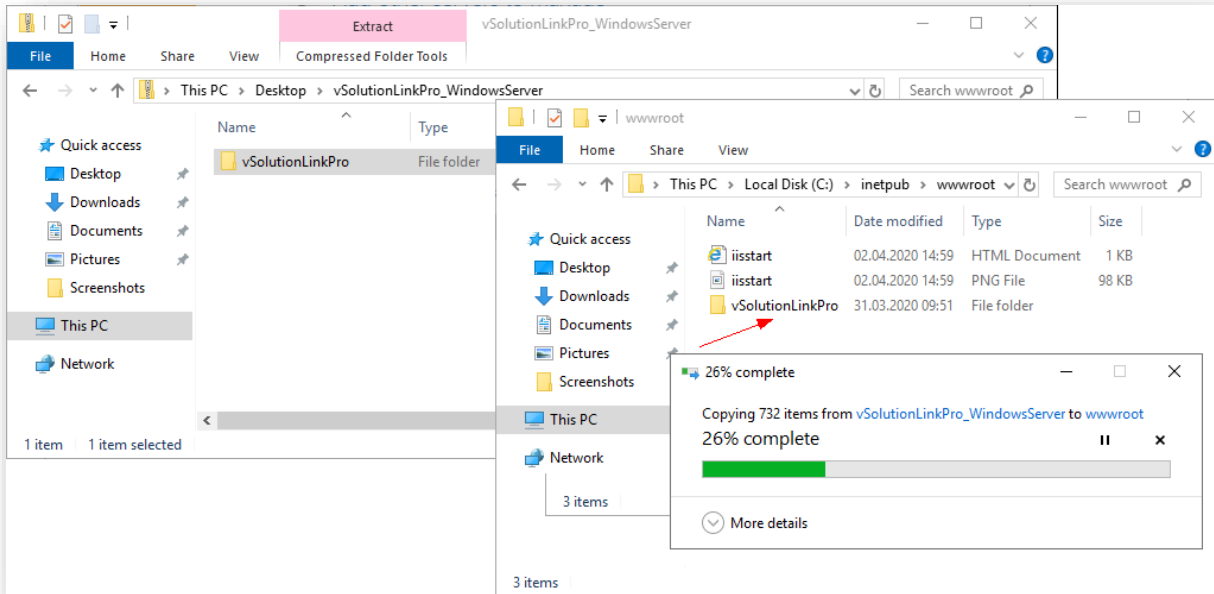 Extract
vSolutionLinkPro_WindowsServer
File Home Share View Compressed Folder Tools
This PC > Desktop > vSolutionLinkPro_WindowsServer
Search wwwroot
Name Type
Quick access
Desktop
Downloads
Documents
Pictures
Screenshots
This PC
Network
vSolutionLinkPro File folder
1 item 1 item selected
wwwroot
File Home Share View
This PC > Local Disk (C:) > inetpub > wwwroot
Search wwwroot
Name Date modified Type Size
Quick access
Desktop
Downloads
Documents
Pictures
Screenshots
This PC
Network
iisstart 02.04.2020 14:59 HTML Document 1 KB
iisstart 02.04.2020 14:59 PNG File 98 KB
vSolutionLinkPro 31.03.2020 09:51 File folder
3 items
3 items
26% complete
Copying 732 items from vSolutionLinkPro_WindowsServer to wwwroot
26% complete
More details